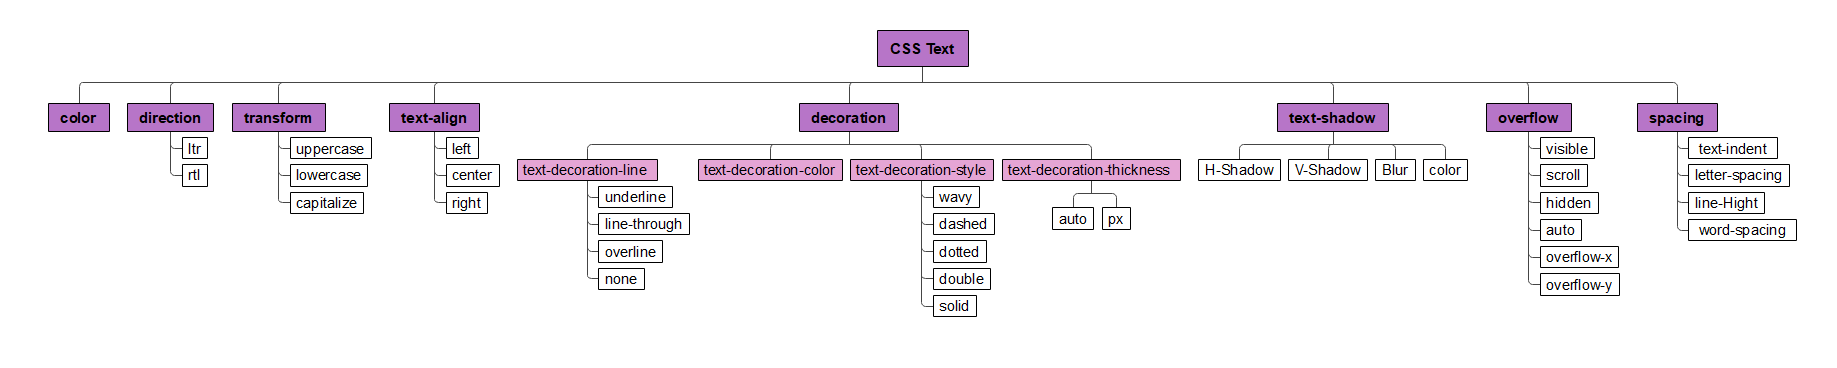 CSS Text
color
direction
ltr
rtl
transform
uppercase
lowercase
capitalize
text-align
left
center
right
decoration
text-decoration-line
underline
line-through
overline
none
text-decoration-color
text-decoration-style
wavy
dashed
dotted
double
solid
text-decoration-thickness
auto
px
text-shadow
H-Shadow
V-Shadow
Blur
color
overflow
visible
scroll
hidden
auto
overflow-x
overflow-y
spacing
text-indent
letter-spacing
line-Hight
word-spacing